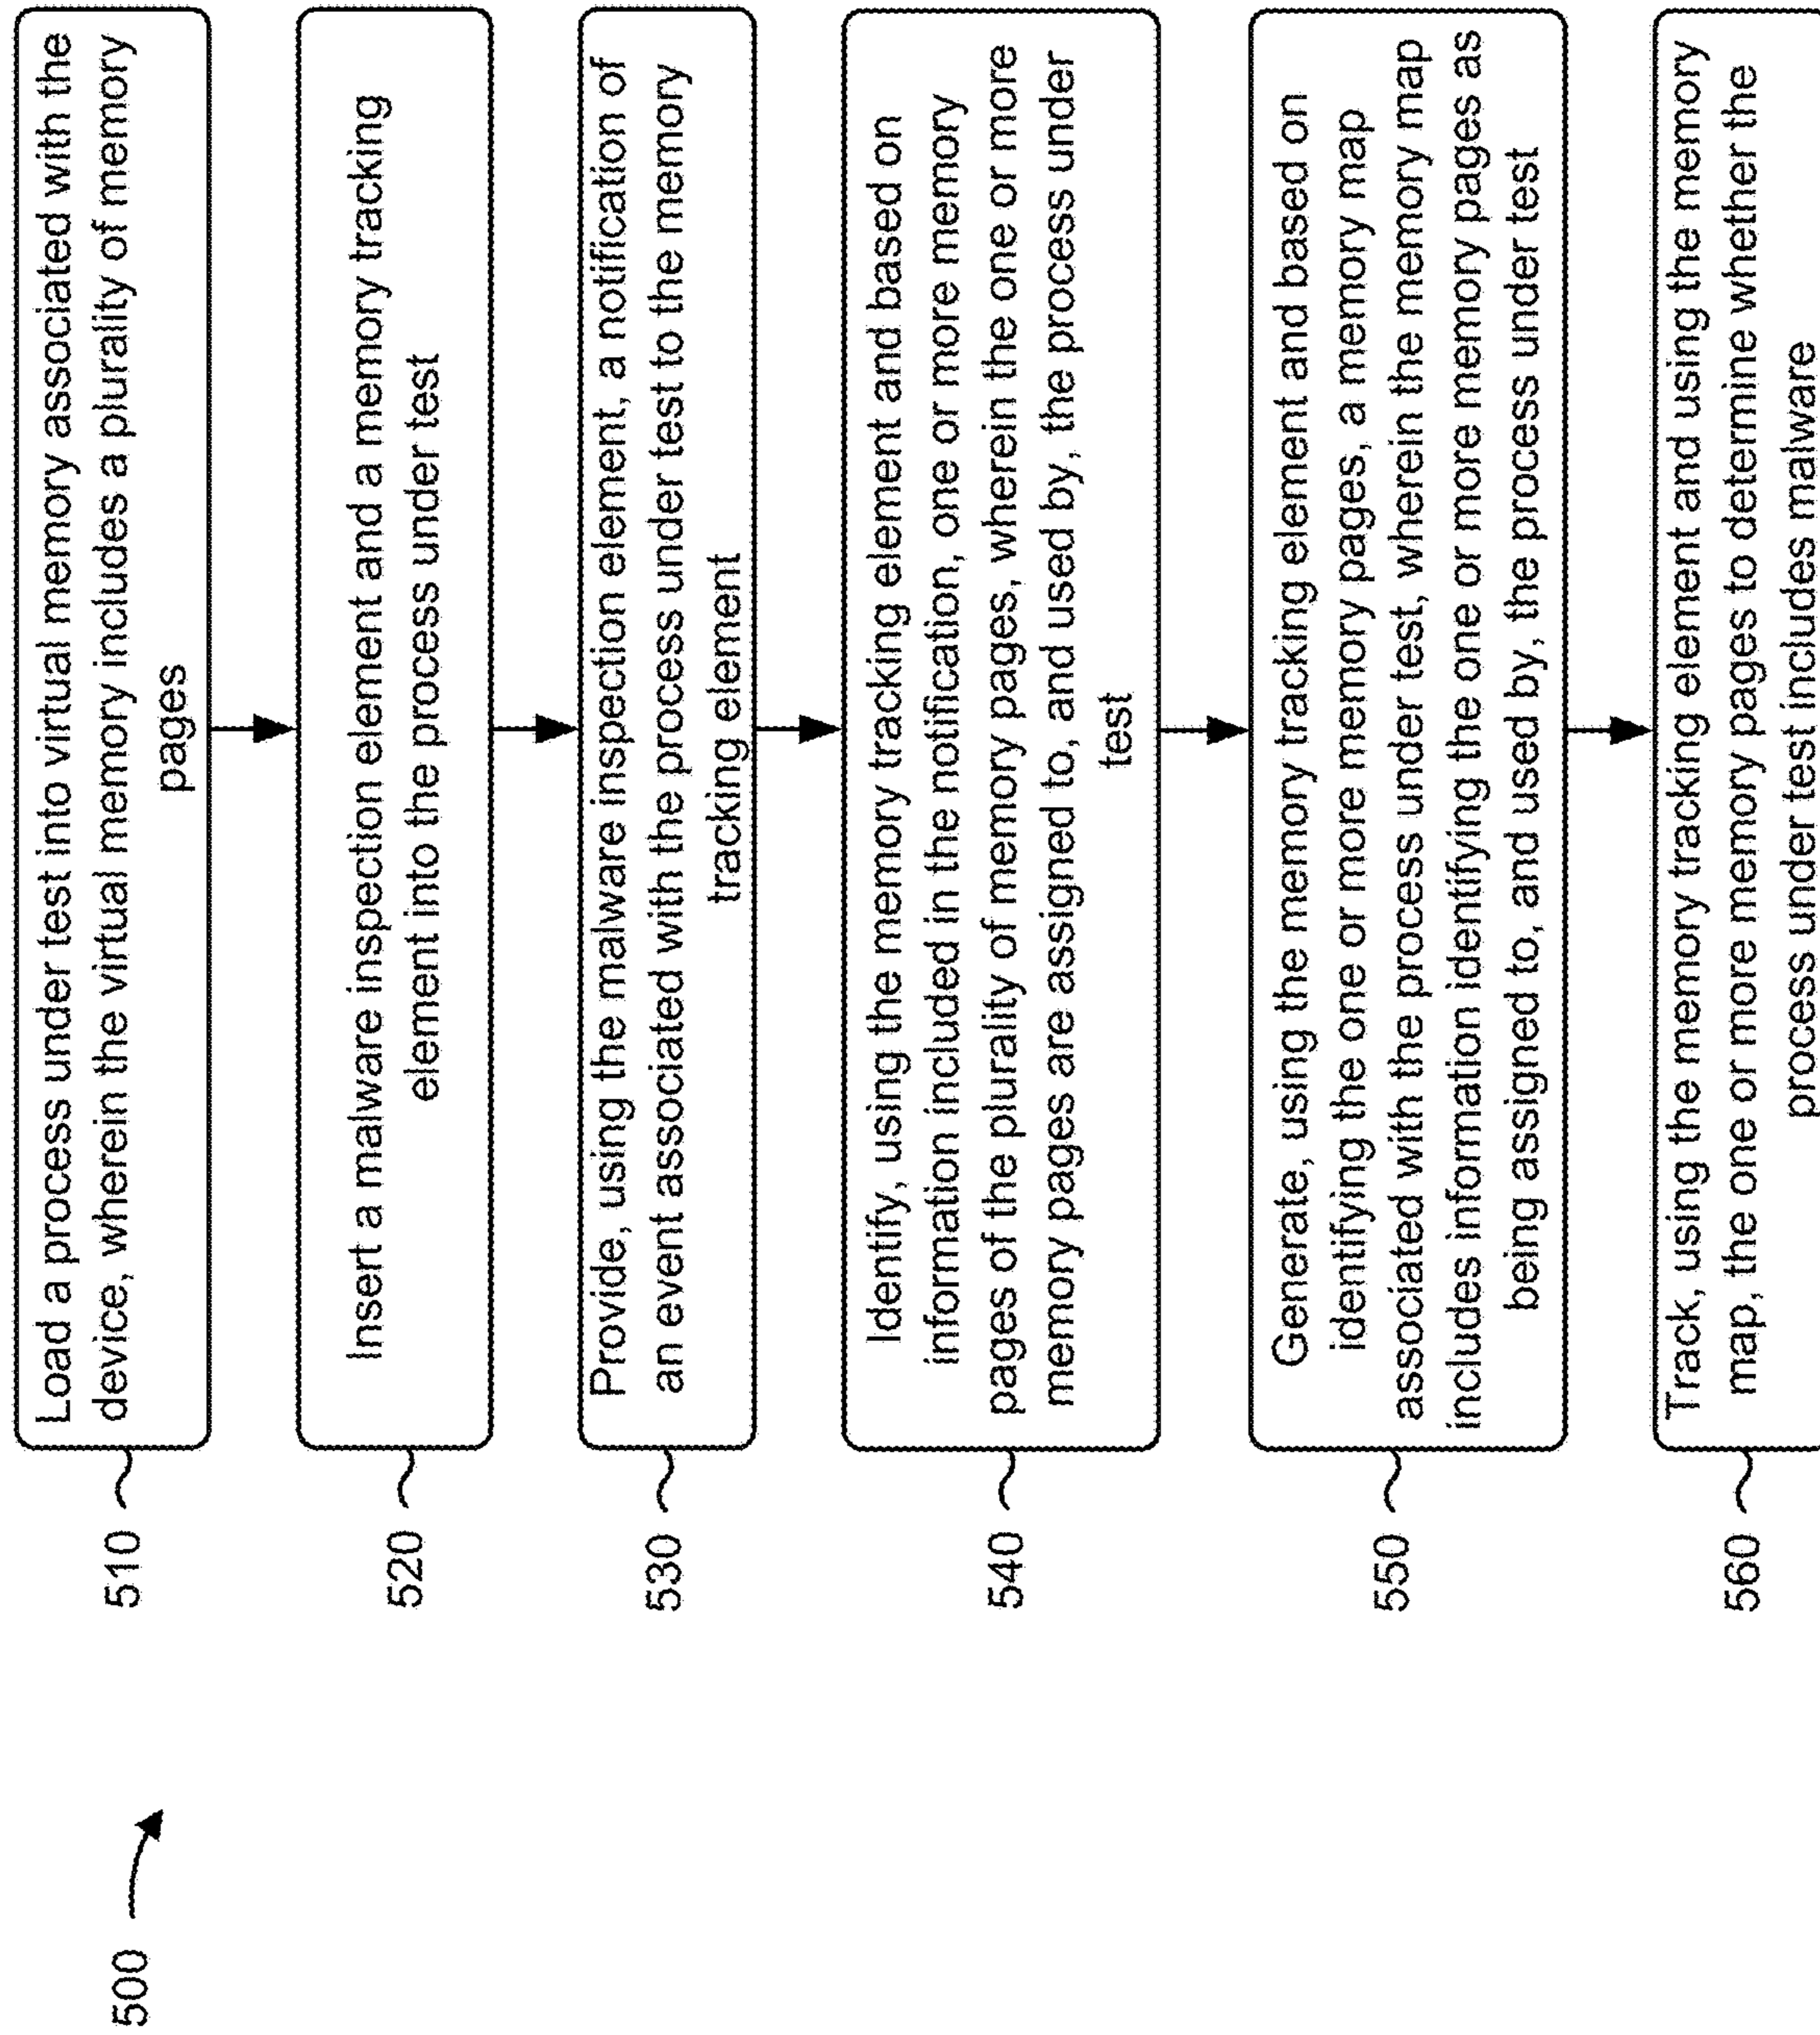 500
510
Load a process under test into virtual memory associated with the
device, wherein the virtual memory includes a plurality of memory
pages
520
Insert a malware inspection element and a memory tracking
element into the process under test
530
Provide, using the malware inspection element, a notification of
an event associated with the process under test to the memory
tracking element
540
Identify, using the memory tracking element and based on
information included in the notification, one or more memory
pages of the plurality of memory pages, wherein the one or more
memory pages are assigned to, and used by, the process under
test
550
Generate, using the memory tracking element and based on
identifying the one or more memory pages, a memory map
associated with the process under test, wherein the memory map
includes information identifying the one or more memory pages as
being assigned to, and used by, the process under test
560
Track, using the memory tracking element and using the memory
map, the one or more memory pages to determine whether the
process under test includes malware